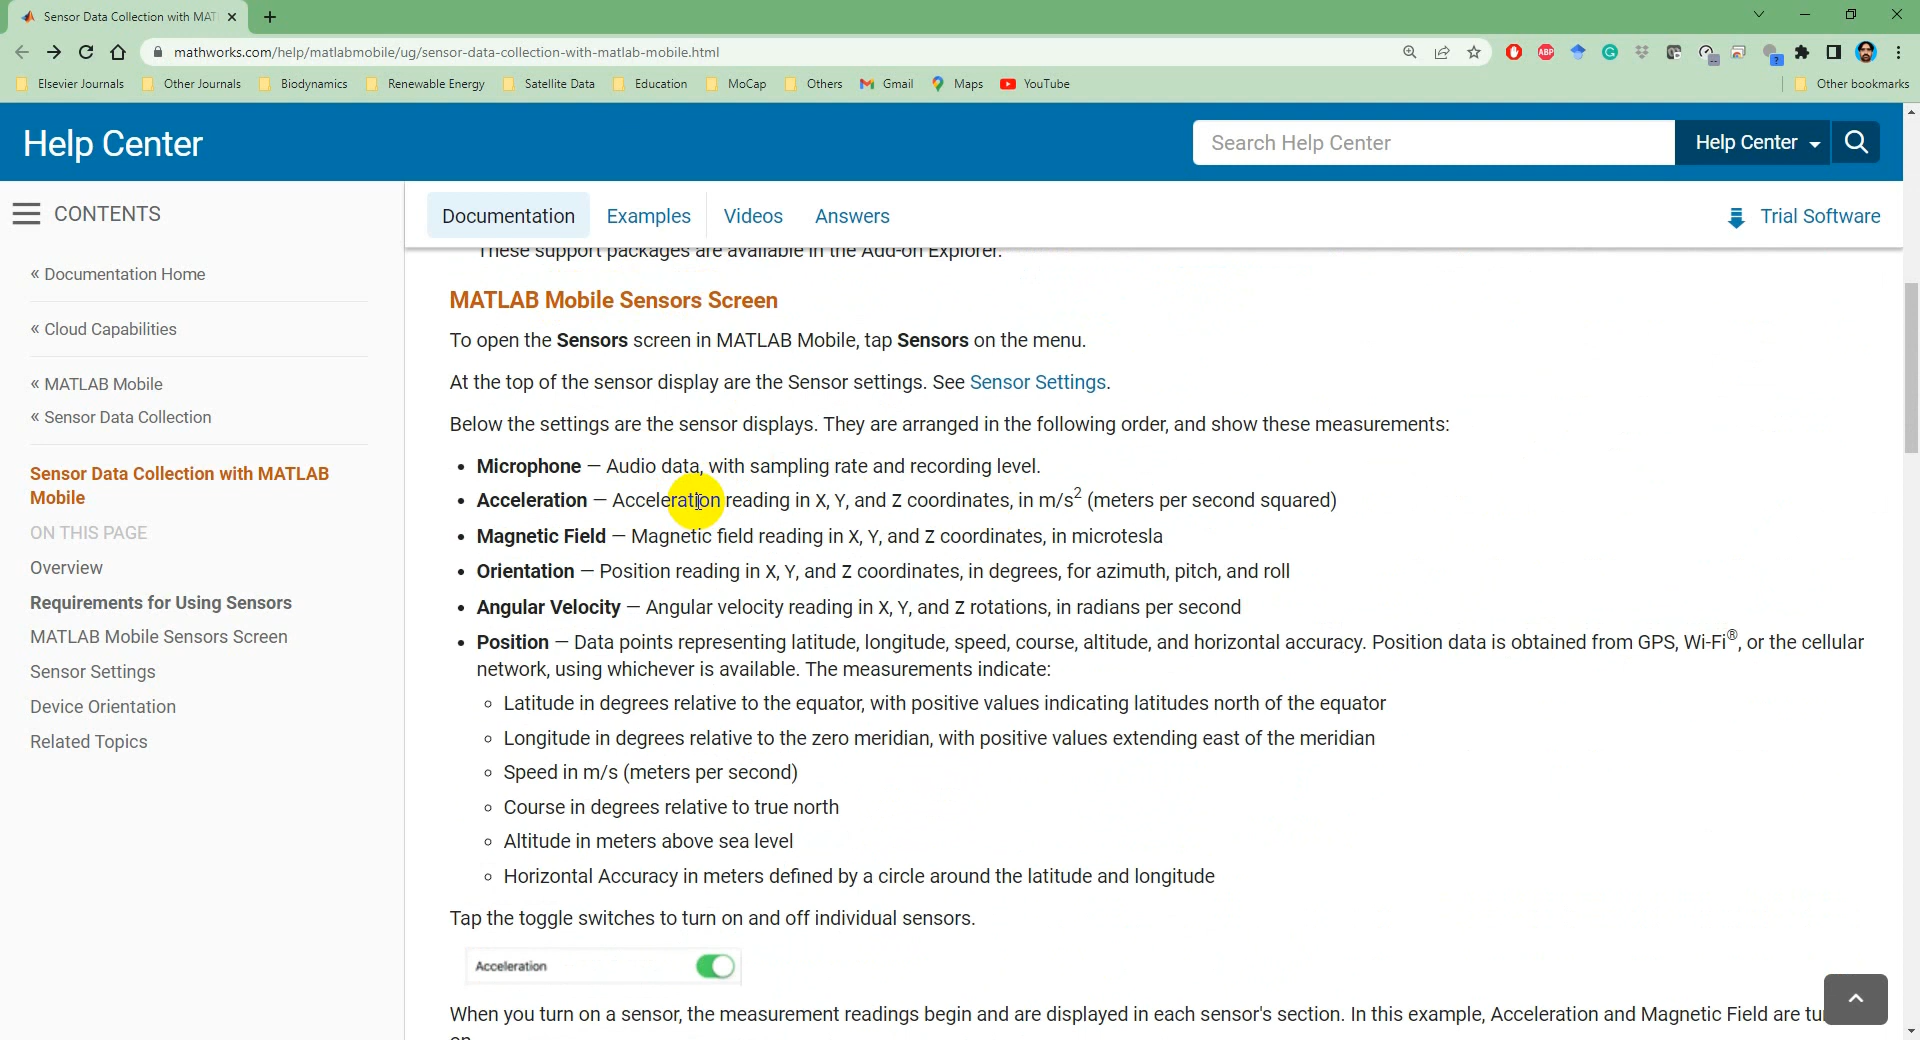 Sensor Data Collection with MAT
mathworks.com/help/matlabmobile/ug/sensor-data-collection-with-matlab-mobile.html
Elsevier Journals
Other Journals
Biodynamics
Renewable Energy
Satellite Data
Education
MoCap
Others
Gmail
Maps
YouTube
Other bookmarks
Help Center
Search Help Center
Help Center
CONTENTS
« Documentation Home
« Cloud Capabilities
« MATLAB Mobile
« Sensor Data Collection
Sensor Data Collection with MATLAB
Mobile
ON THIS PAGE
Overview
Requirements for Using Sensors
MATLAB Mobile Sensors Screen
Sensor Settings
Device Orientation
Related Topics
Documentation
Examples
Videos
Answers
Trial Software
These support packages are available in the Add-on Explorer.
MATLAB Mobile Sensors Screen
To open the Sensors screen in MATLAB Mobile, tap Sensors on the menu.
At the top of the sensor display are the Sensor settings. See Sensor Settings.
Below the settings are the sensor displays. They are arranged in the following order, and show these measurements:
• Microphone — Audio data, with sampling rate and recording level.
• Acceleration — Acceleration reading in X, Y, and Z coordinates, in m/s² (meters per second squared)
• Magnetic Field — Magnetic field reading in X, Y, and Z coordinates, in microtesla
• Orientation — Position reading in X, Y, and Z coordinates, in degrees, for azimuth, pitch, and roll
• Angular Velocity — Angular velocity reading in X, Y, and Z rotations, in radians per second
• Position — Data points representing latitude, longitude, speed, course, altitude, and horizontal accuracy. Position data is obtained from GPS, Wi-Fi®, or the cellular
network, using whichever is available. The measurements indicate:
◦ Latitude in degrees relative to the equator, with positive values indicating latitudes north of the equator
◦ Longitude in degrees relative to the zero meridian, with positive values extending east of the meridian
◦ Speed in m/s (meters per second)
◦ Course in degrees relative to true north
◦ Altitude in meters above sea level
◦ Horizontal Accuracy in meters defined by a circle around the latitude and longitude
Tap the toggle switches to turn on and off individual sensors.
Acceleration
When you turn on a sensor, the measurement readings begin and are displayed in each sensor's section. In this example, Acceleration and Magnetic Field are